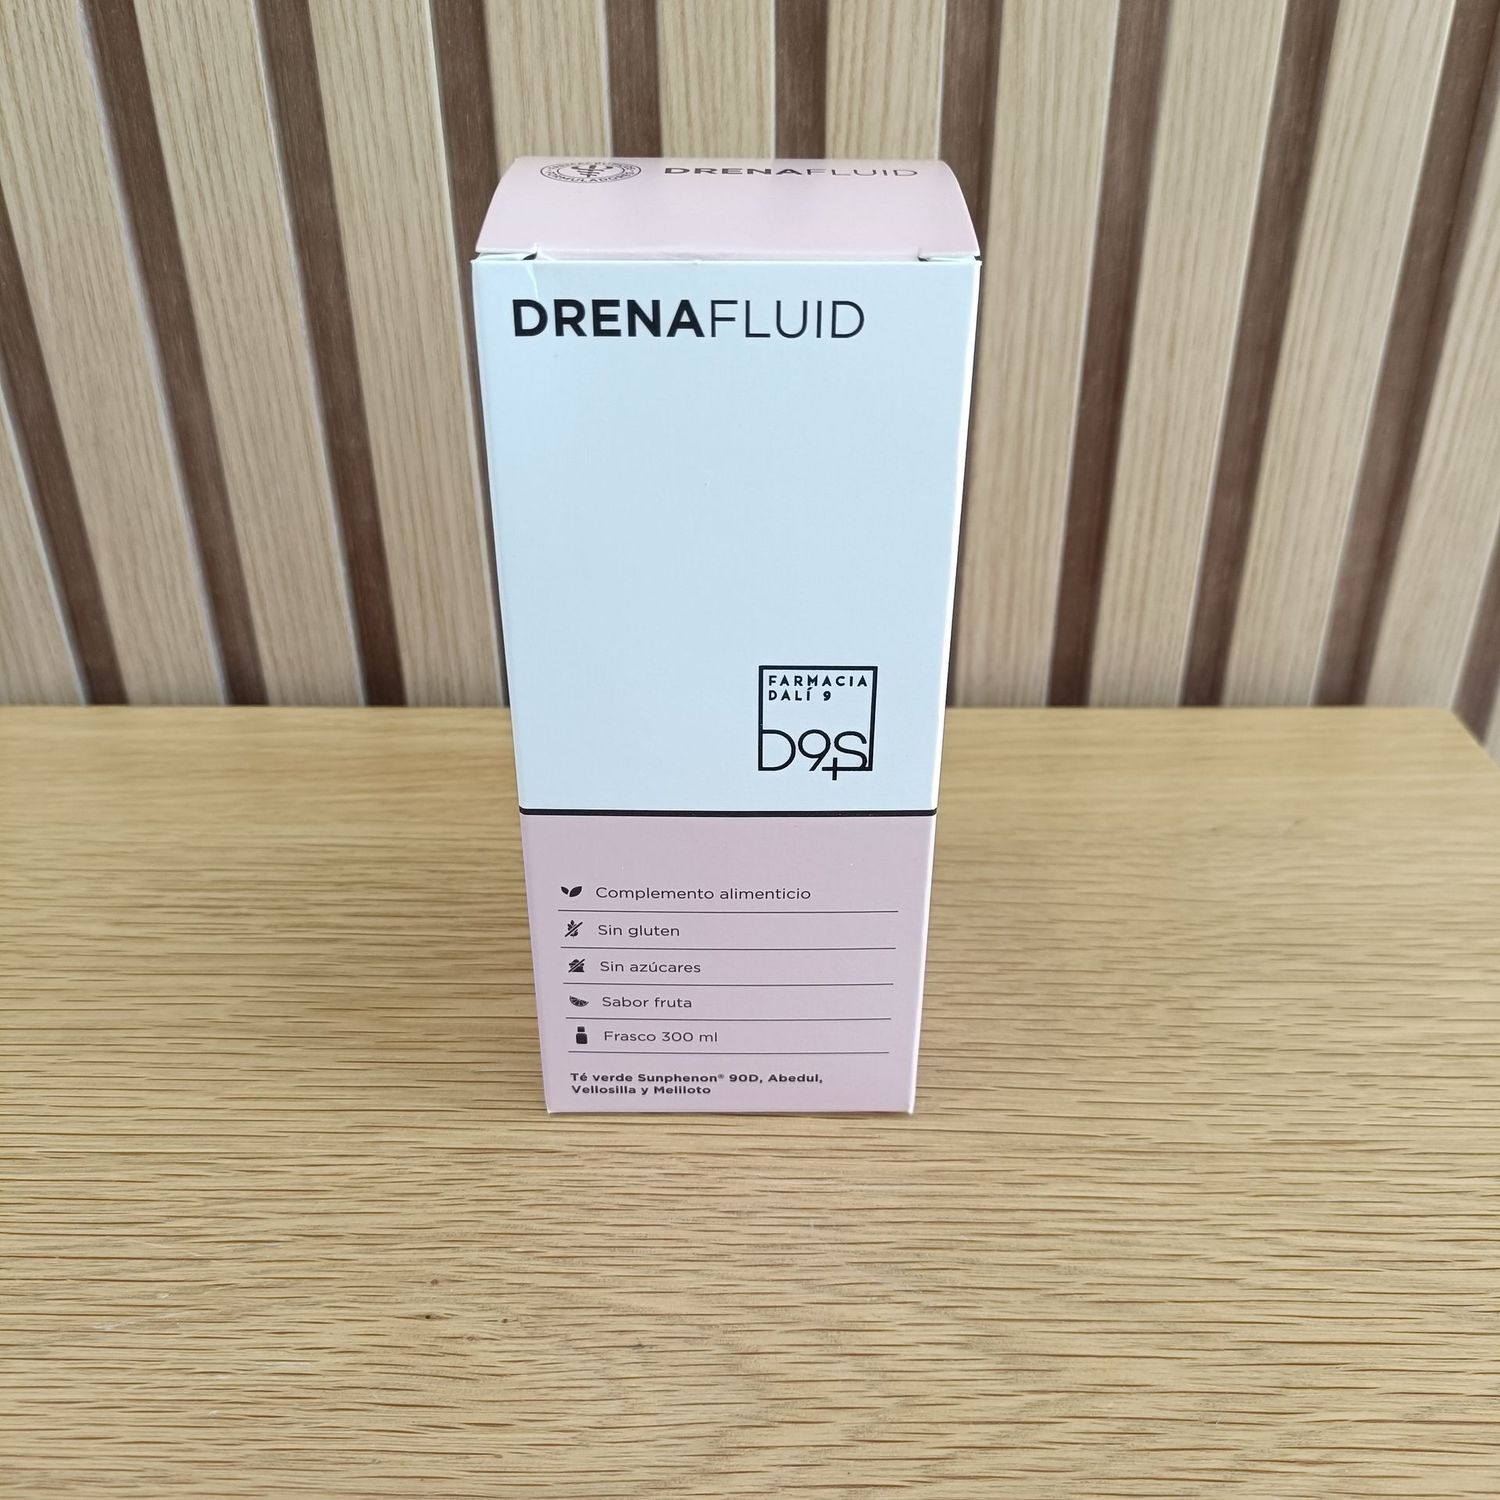 DRENAFLUID
DRENAFLUID
FARMACIA
DALÍ 9
D9S
Complemento alimenticio
Sin gluten
Sin azúcares
Sabor fruta
Frasco 300 ml
Té verde Sunphenon® 90D, Abedul,
Vellosilla y Meliloto